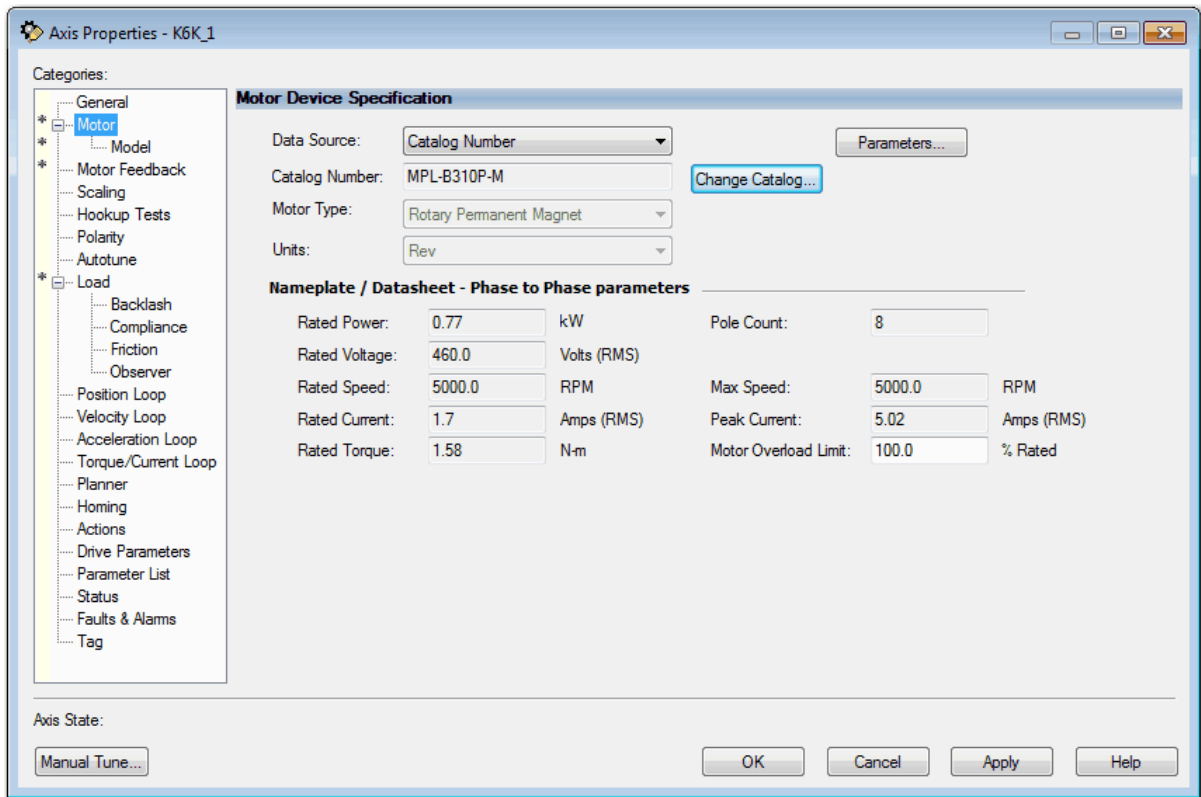 Axis Properties - K6K_1
Categories:
General
* Motor
* Model
* Motor Feedback
Scaling
Hookup Tests
Polarity
Autotune
* Load
Backlash
Compliance
Friction
Observer
Position Loop
Velocity Loop
Acceleration Loop
Torque/Current Loop
Planner
Homing
Actions
Drive Parameters
Parameter List
Status
Faults & Alarms
Tag
Motor Device Specification
Data Source: Catalog Number Parameters...
Catalog Number: MPL-B310P-M Change Catalog...
Motor Type: Rotary Permanent Magnet
Units: Rev
Nameplate / Datasheet - Phase to Phase parameters
Rated Power: 0.77 kW Pole Count: 8
Rated Voltage: 460.0 Volts (RMS)
Rated Speed: 5000.0 RPM Max Speed: 5000.0 RPM
Rated Current: 1.7 Amps (RMS) Peak Current: 5.02 Amps (RMS)
Rated Torque: 1.58 N-m Motor Overload Limit: 100.0 % Rated
Axis State:
Manual Tune... OK Cancel Apply Help